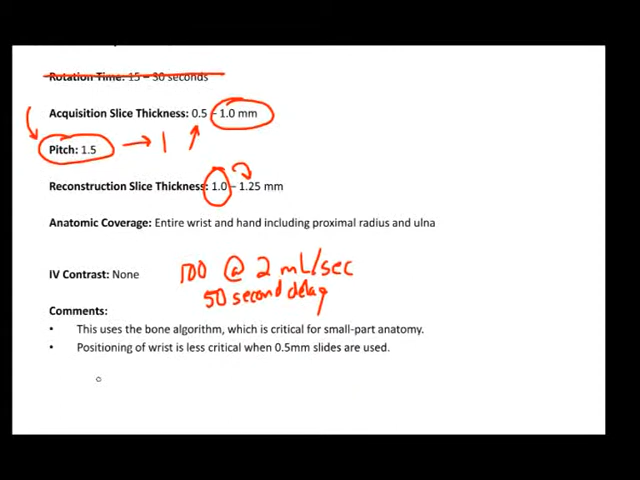 Rotation Time: 15 – 30 seconds
Acquisition Slice Thickness: 0.5 – 1.0 mm
Pitch: 1.5 → 1
Reconstruction Slice Thickness: 1.0 – 1.25 mm
Anatomic Coverage: Entire wrist and hand including proximal radius and ulna
IV Contrast: None 100 @ 2 mL/sec
50 second delay
Comments:
• This uses the bone algorithm, which is critical for small-part anatomy.
• Positioning of wrist is less critical when 0.5mm slides are used.